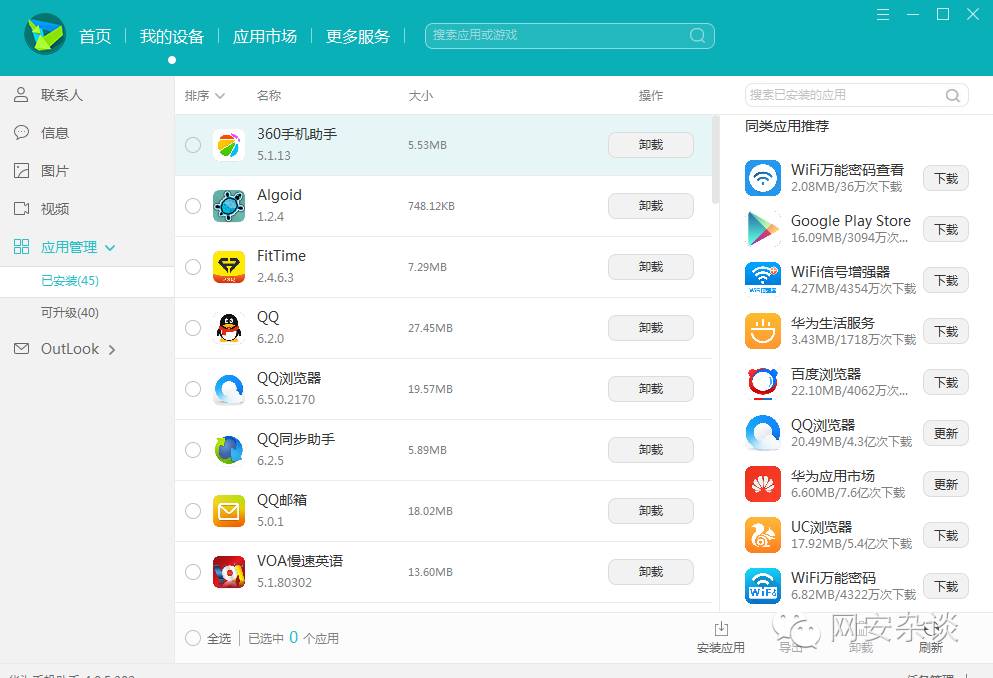 首页 我的设备 应用市场 更多服务 搜索应用或游戏
联系人
信息
图片
视频
应用管理
已安装(45)
可升级(40)
OutLook
排序 名称 大小 操作
360手机助手
5.1.13
5.53MB
卸载
Algoid
1.2.4
748.12KB
卸载
FitTime
2.4.6.3
7.29MB
卸载
QQ
6.2.0
27.45MB
卸载
QQ浏览器
6.5.0.2170
19.57MB
卸载
QQ同步助手
6.2.5
5.89MB
卸载
QQ邮箱
5.0.1
18.02MB
卸载
VOA慢速英语
5.1.80302
13.60MB
卸载
全选 已选中 0 个应用
安装应用 导出 卸载 刷新
搜索已安装的应用
同类应用推荐
WiFi万能密码查看
2.08MB/36万次下载
下载
Google Play Store
16.09MB/3094万次...
下载
WiFi信号增强器
4.27MB/4354万次下载
下载
华为生活服务
3.43MB/1718万次下载
下载
百度浏览器
22.10MB/4062万次...
下载
QQ浏览器
20.49MB/4.3亿次下载
更新
华为应用市场
6.60MB/7.6亿次下载
更新
UC浏览器
17.92MB/5.4亿次下载
下载
WiFi
WiFi万能密码
6.82MB/4322万次下载
下载
网安杂谈